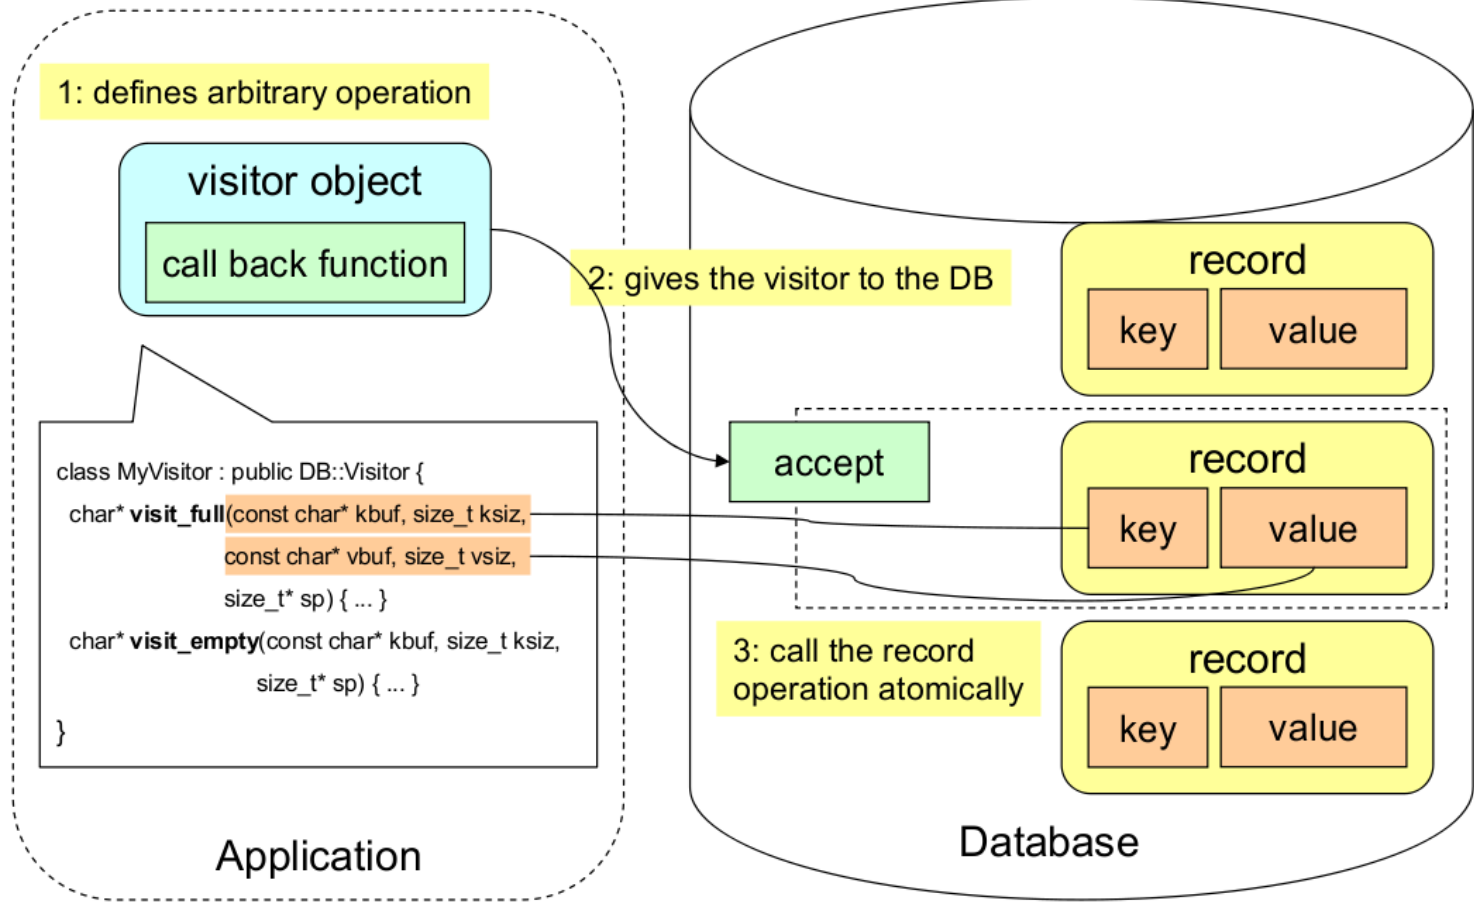 1: defines arbitrary operation
visitor object
call back function
2: gives the visitor to the DB
class MyVisitor : public DB::Visitor {
char* visit_full(const char* kbuf, size_t ksiz,
const char* vbuf, size_t vsiz,
size_t* sp) { ... }
char* visit_empty(const char* kbuf, size_t ksiz,
size_t* sp) { ... }
}
Application
record
key value
accept
record
key value
3: call the record
operation atomically
record
key value
Database